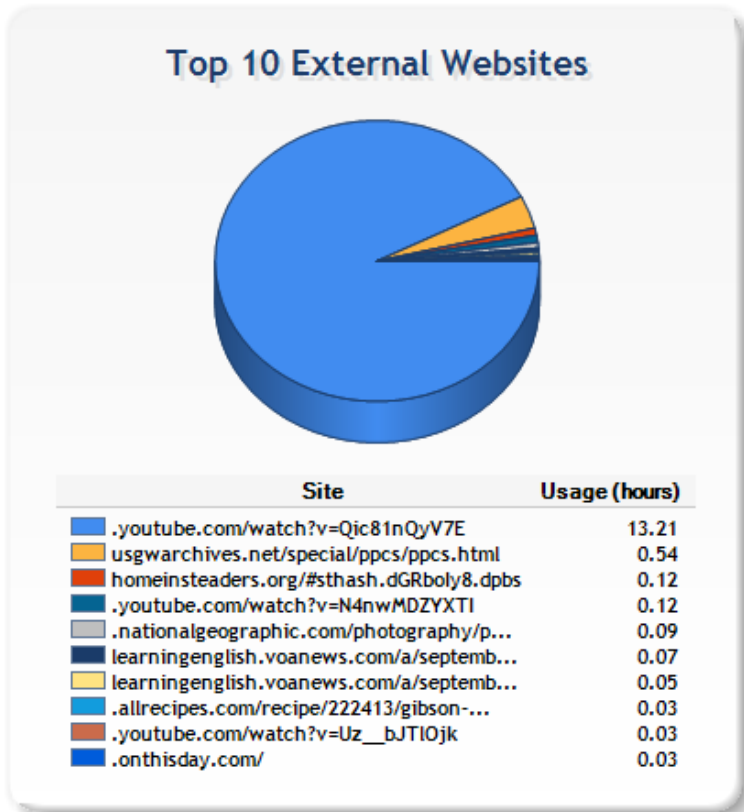 Top 10 External Websites
Site Usage (hours)
.youtube.com/watch?v=Qic81nQyV7E 13.21
usgwarchives.net/special/ppcs/ppcs.html 0.54
homeinsteaders.org/#sthash.dGRboIy8.dpbs 0.12
.youtube.com/watch?v=N4nwMDZYXTI 0.12
.nationalgeographic.com/photography/p... 0.09
learningenglish.voanews.com/a/septemb... 0.07
learningenglish.voanews.com/a/septemb... 0.05
.allrecipes.com/recipe/222413/gibson-... 0.03
.youtube.com/watch?v=Uz__bJTlOjk 0.03
.onthisday.com/ 0.03